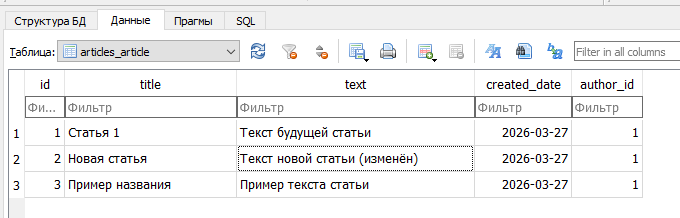 Структура БД Данные Прагмы SQL
Таблица: articles_article Filter in all columns
id title text created_date author_id
Фи... Фильтр Фильтр Фильтр Фильтр
1 1 Статья 1 Текст будущей статьи 2026-03-27 1
2 2 Новая статья Текст новой статьи (изменён) 2026-03-27 1
3 3 Пример названия Пример текста статьи 2026-03-27 1